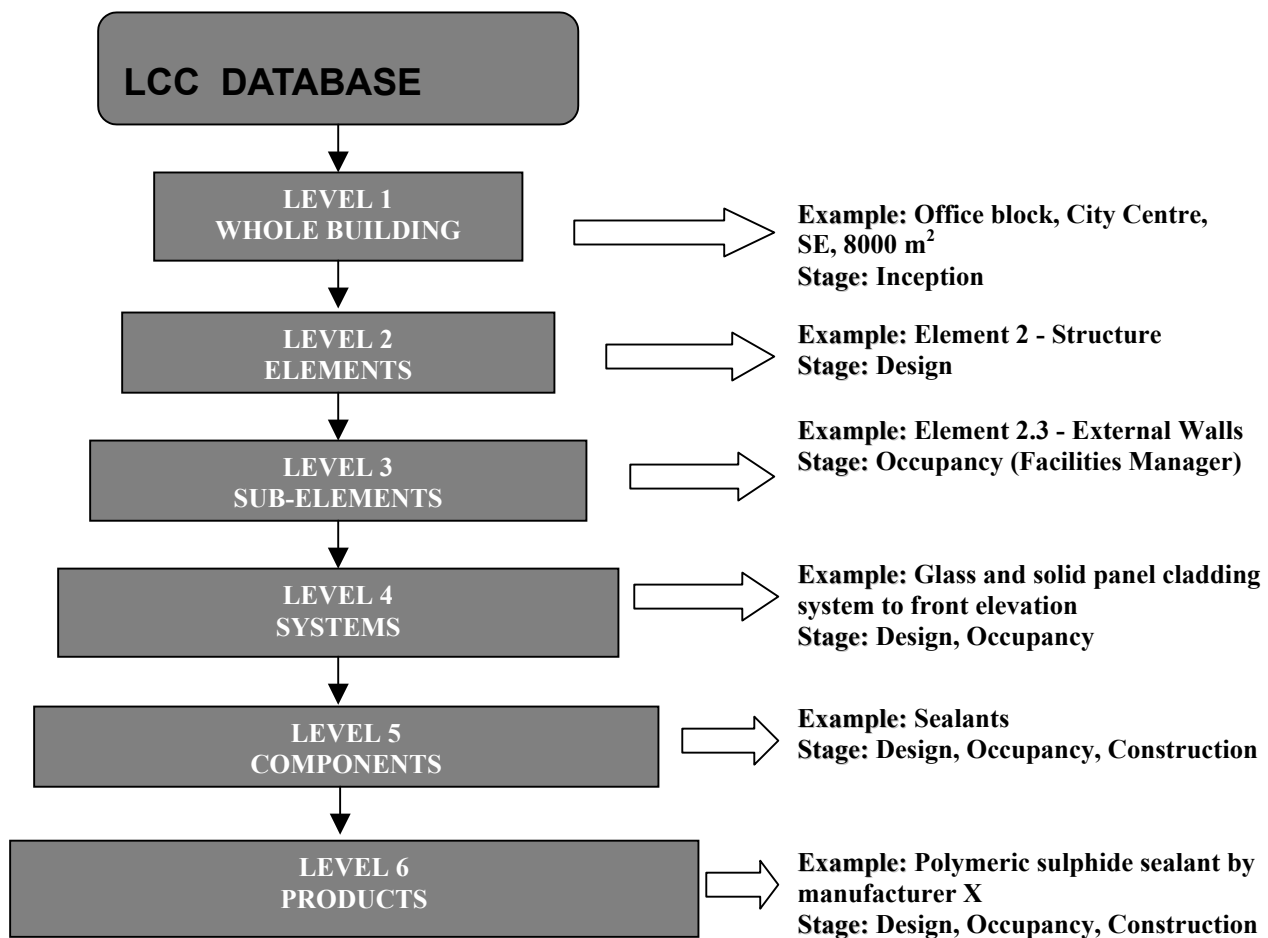 LCC DATABASE
LEVEL 1
WHOLE BUILDING
Example: Office block, City Centre,
SE, 8000 m²
Stage: Inception
LEVEL 2
ELEMENTS
Example: Element 2 - Structure
Stage: Design
LEVEL 3
SUB-ELEMENTS
Example: Element 2.3 - External Walls
Stage: Occupancy (Facilities Manager)
LEVEL 4
SYSTEMS
Example: Glass and solid panel cladding
system to front elevation
Stage: Design, Occupancy
LEVEL 5
COMPONENTS
Example: Sealants
Stage: Design, Occupancy, Construction
LEVEL 6
PRODUCTS
Example: Polymeric sulphide sealant by
manufacturer X
Stage: Design, Occupancy, Construction